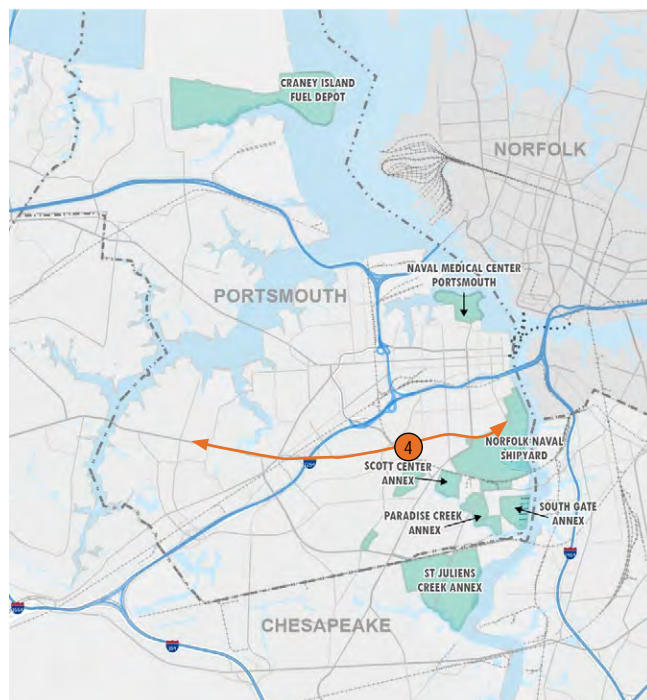 CRANEY ISLAND
FUEL DEPOT
NORFOLK
NAVAL MEDICAL CENTER
PORTSMOUTH
PORTSMOUTH
4
NORFOLK NAVAL
SHIPYARD
SCOTT CENTER
ANNEX
PARADISE CREEK
ANNEX
SOUTH GATE
ANNEX
ST JULIENS
CREEK ANNEX
CHESAPEAKE